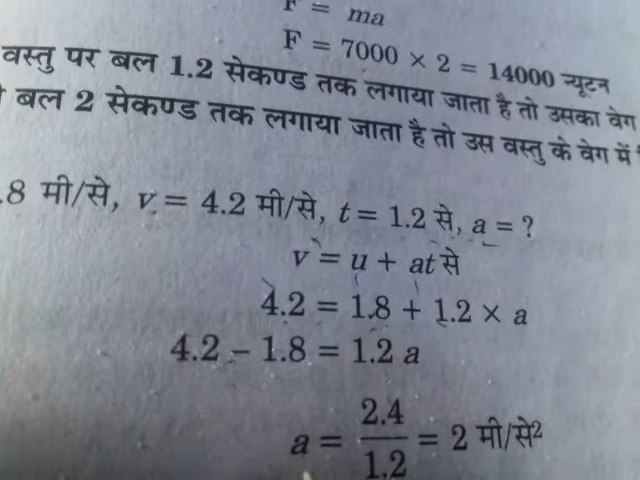 F = ma
F = 7000 × 2 = 14000 न्यूटन
वस्तु पर बल 1.2 सेकण्ड तक लगाया जाता है तो उसका वेग
बल 2 सेकण्ड तक लगाया जाता है तो उस वस्तु के वेग में
.8 मी/से, v = 4.2 मी/से, t = 1.2 से, a = ?
v = u + at से
4.2 = 1.8 + 1.2 × a
4.2 – 1.8 = 1.2 a
a = 2.4/1.2 = 2 मी/से²